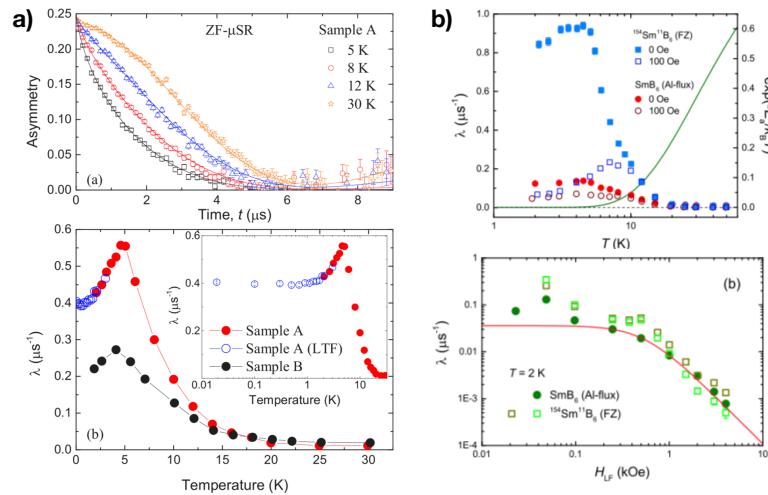 a)
ZF-μSR
Sample A
5 K
8 K
12 K
30 K
Asymmetry
0.25
0.20
0.15
0.10
0.05
0.00
0 2 4 6 8
(a)
Time, t (μs)
λ (μs⁻¹)
0.7
0.6
0.5
0.4
0.3
0.2
0.1
0.0
0 5 10 15 20 25 30
(b)
Temperature (K)
λ (μs⁻¹)
0.6
0.4
0.2
0.0
0.01 0.1 1 10
Temperature (K)
Sample A
Sample A (LTF)
Sample B
b)
λ (μs⁻¹)
1.0
0.8
0.6
0.4
0.2
0.0
¹⁵⁴Sm¹¹B₆ (FZ)
0 Oe
100 Oe
SmB₆ (Al-flux)
0 Oe
100 Oe
0.6
0.5
0.4
0.3
0.2
0.1
0.0
1 10
T (K)
λ (μs⁻¹)
1
0.1
0.01
1E-3
1E-4
(b)
T = 2 K
SmB₆ (Al-flux)
¹⁵⁴Sm¹¹B₆ (FZ)
0.01 0.1 1 10
H_LF (kOe)